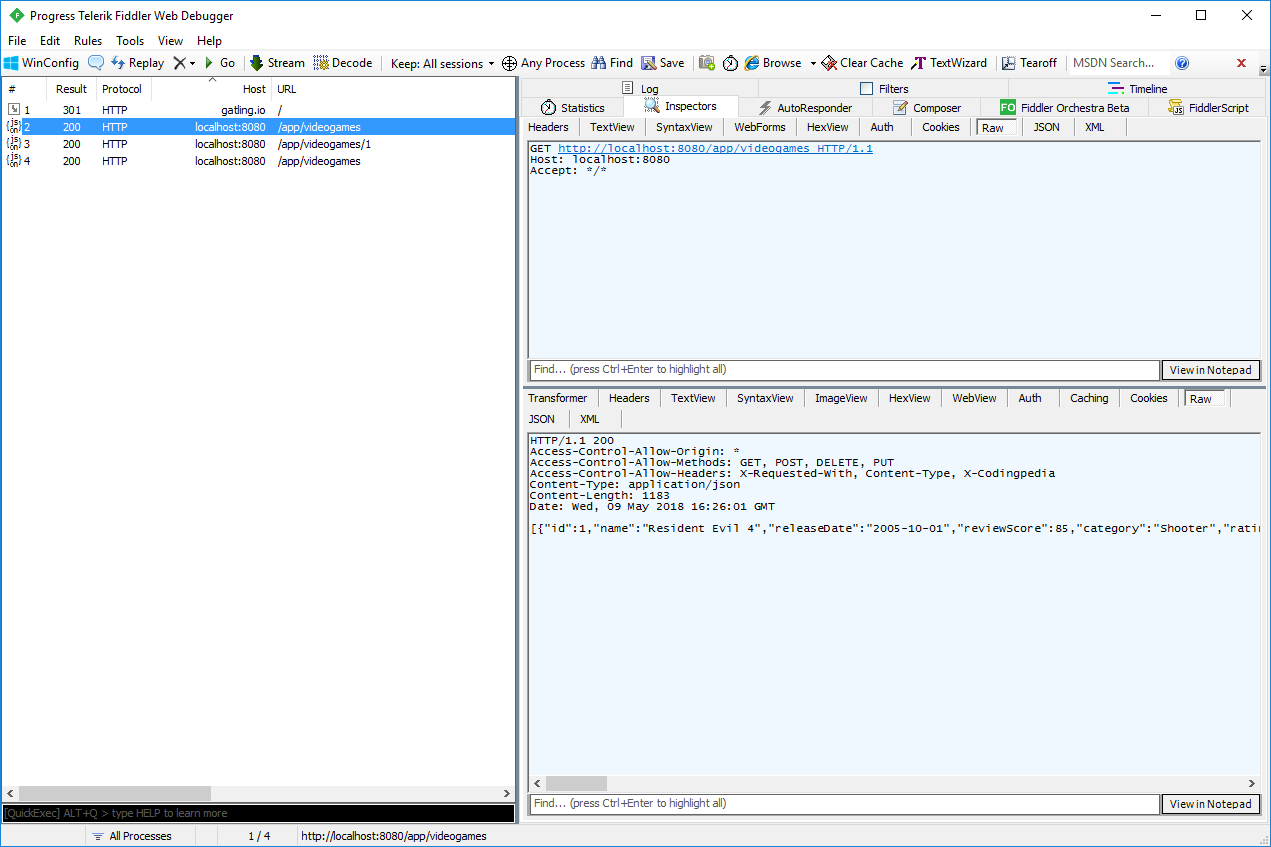 Progress Telerik Fiddler Web Debugger
File Edit Rules Tools View Help
WinConfig Replay Go Stream Decode Keep: All sessions Any Process Find Save Browse Clear Cache TextWizard Tearoff MSDN Search...
# Result Protocol Host URL
1 301 HTTP gatling.io /
2 200 HTTP localhost:8080 /app/videogames
3 200 HTTP localhost:8080 /app/videogames/1
4 200 HTTP localhost:8080 /app/videogames
[QuickExec] ALT+Q > type HELP to learn more
Log Filters Timeline
Statistics Inspectors AutoResponder Composer FO Fiddler Orchestra Beta FiddlerScript
Headers TextView SyntaxView WebForms HexView Auth Cookies Raw JSON XML
GET http://localhost:8080/app/videogames HTTP/1.1
Host: localhost:8080
Accept: */*
Find... (press Ctrl+Enter to highlight all) View in Notepad
Transformer Headers TextView SyntaxView ImageView HexView WebView Auth Caching Cookies Raw
JSON XML
HTTP/1.1 200
Access-Control-Allow-Origin: *
Access-Control-Allow-Methods: GET, POST, DELETE, PUT
Access-Control-Allow-Headers: X-Requested-With, Content-Type, X-Codingpedia
Content-Type: application/json
Content-Length: 1183
Date: Wed, 09 May 2018 16:26:01 GMT
[{"id":1,"name":"Resident Evil 4","releaseDate":"2005-10-01","reviewScore":85,"category":"Shooter","ratin
Find... (press Ctrl+Enter to highlight all) View in Notepad
All Processes 1 / 4 http://localhost:8080/app/videogames